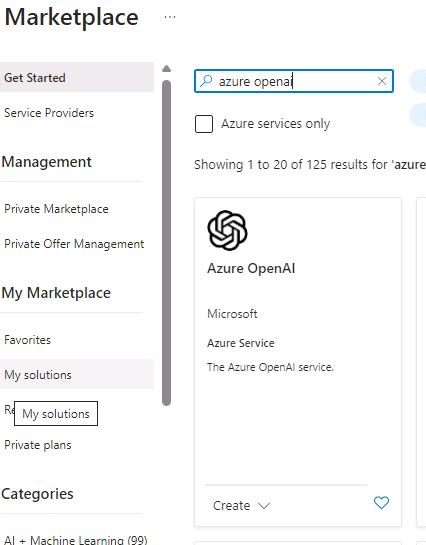 Marketplace ...
Get Started
Service Providers
Management
Private Marketplace
Private Offer Management
My Marketplace
Favorites
My solutions
My solutions
Private plans
Categories
AI + Machine Learning (99)
azure openai
Azure services only
Showing 1 to 20 of 125 results for 'azure
Azure OpenAI
Microsoft
Azure Service
The Azure OpenAI service.
Create